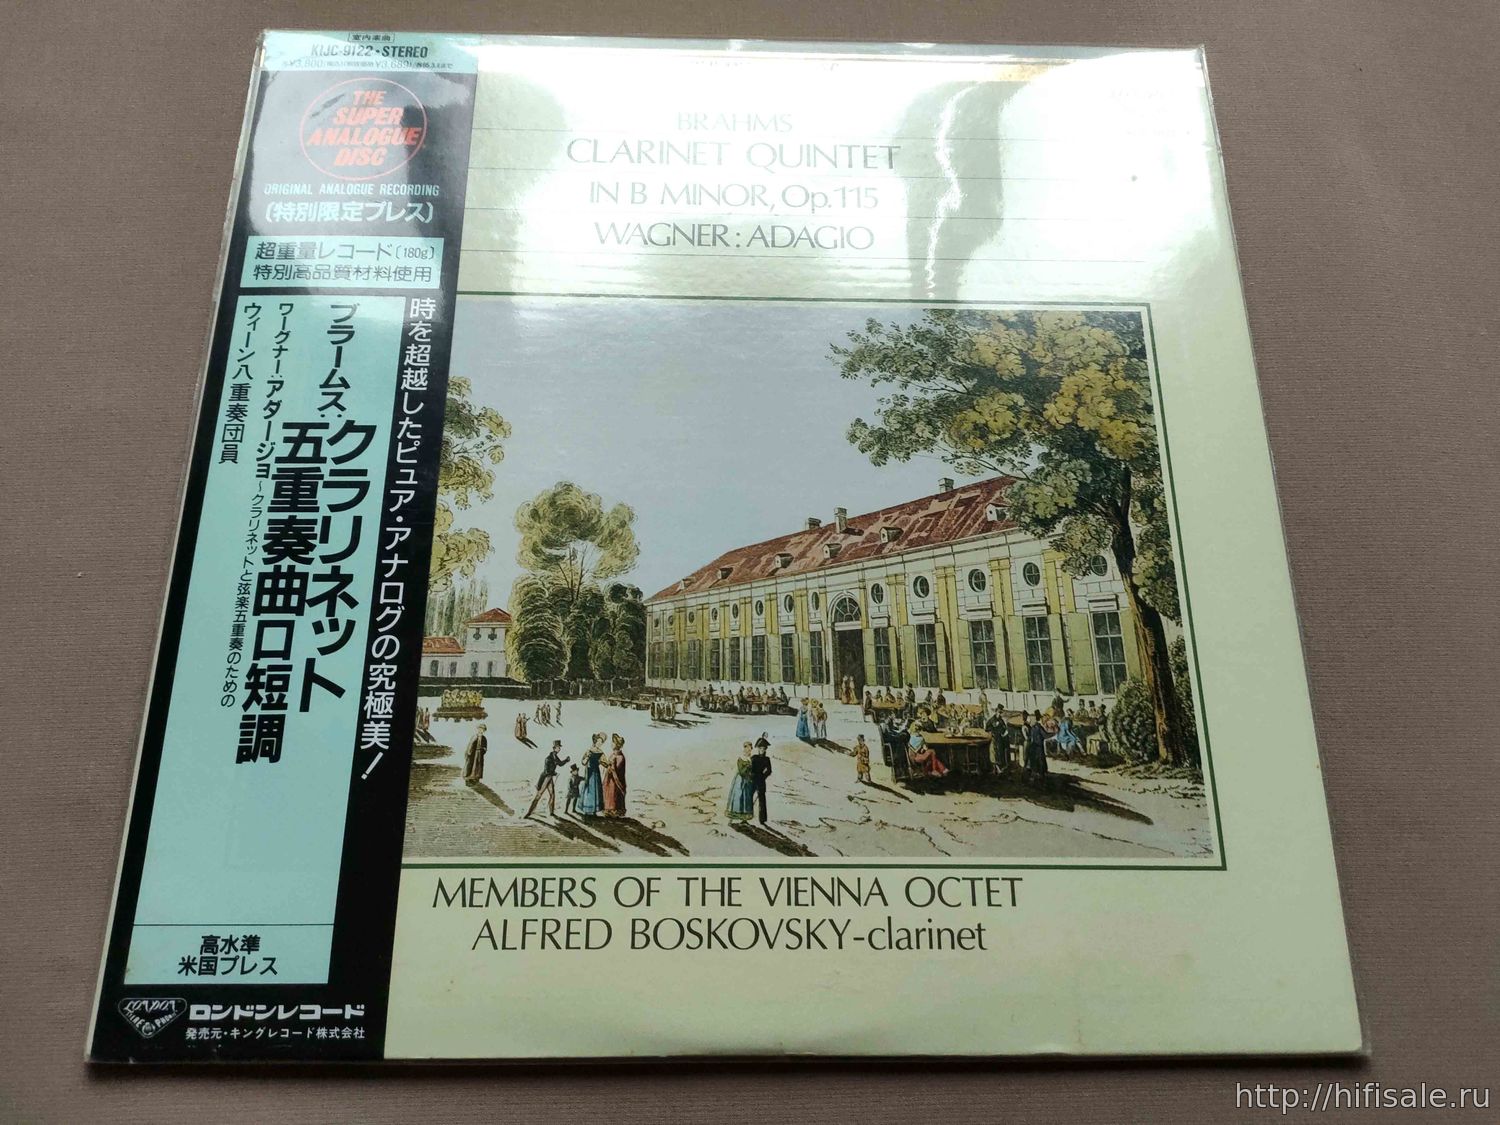 室内楽曲
KIJC-9122・STEREO
THE
SUPER
ANALOGUE
DISC
ORIGINAL ANALOGUE RECORDING
〔特別限定プレス〕
超重量レコード〔180g〕
特別高品質材料使用
時を超越したピュア・アナログの究極美!
ブラームス:クラリネット
五重奏曲ロ短調
ワーグナー:アダージョ~クラリネットと弦楽五重奏のための
ウィーン八重奏団員
高水準
米国プレス
ロンドンレコード
発売元・キングレコード株式会社
BRAHMS
CLARINET QUINTET
IN B MINOR, Op.115
WAGNER: ADAGIO
MEMBERS OF THE VIENNA OCTET
ALFRED BOSKOVSKY-clarinet
http://hifisale.ru